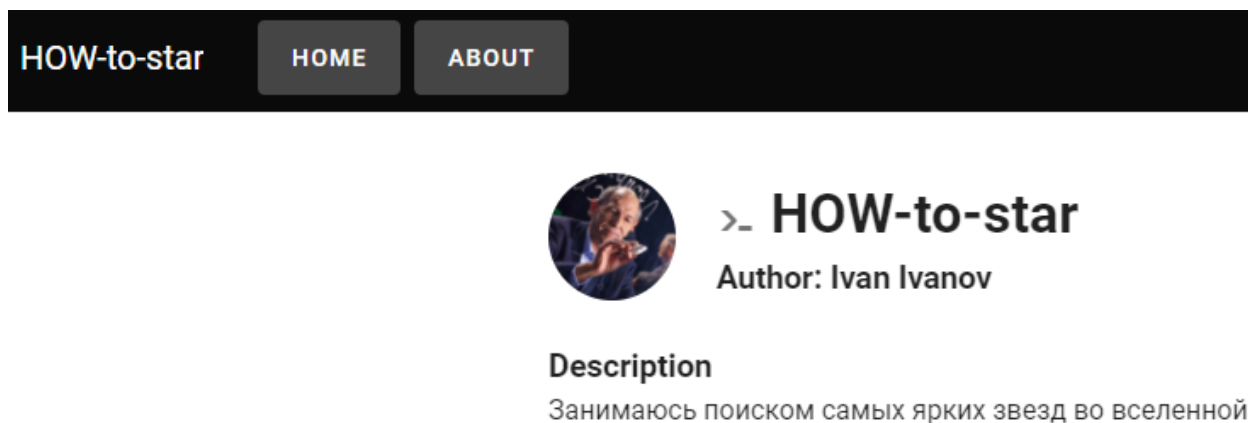 HOW-to-star HOME ABOUT
>_ HOW-to-star
Author: Ivan Ivanov
Description
Занимаюсь поиском самых ярких звезд во вселенной